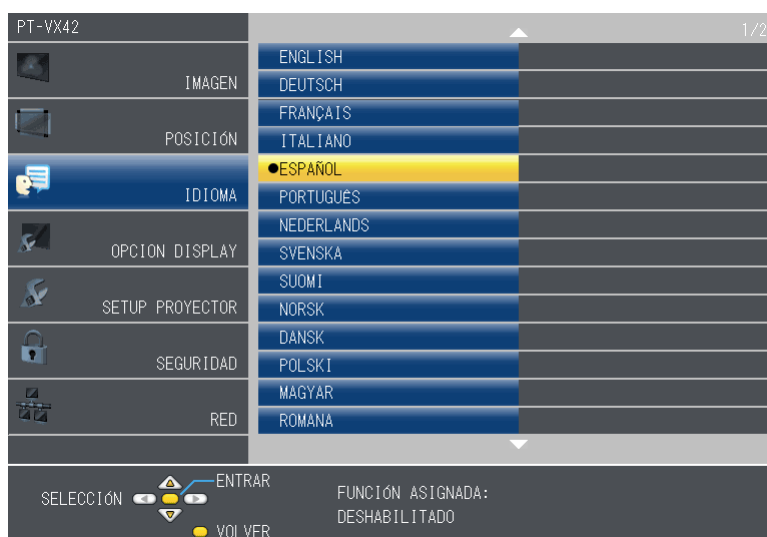 PT-VX42
1/2
IMAGEN
POSICIÓN
IDIOMA
OPCION DISPLAY
SETUP PROYECTOR
SEGURIDAD
RED
ENGLISH
DEUTSCH
FRANÇAIS
ITALIANO
ESPAÑOL
PORTUGUÊS
NEDERLANDS
SVENSKA
SUOMI
NORSK
DANSK
POLSKI
MAGYAR
ROMANA
SELECCIÓN
ENTRAR
VOLVER
FUNCIÓN ASIGNADA:
DESHABILITADO